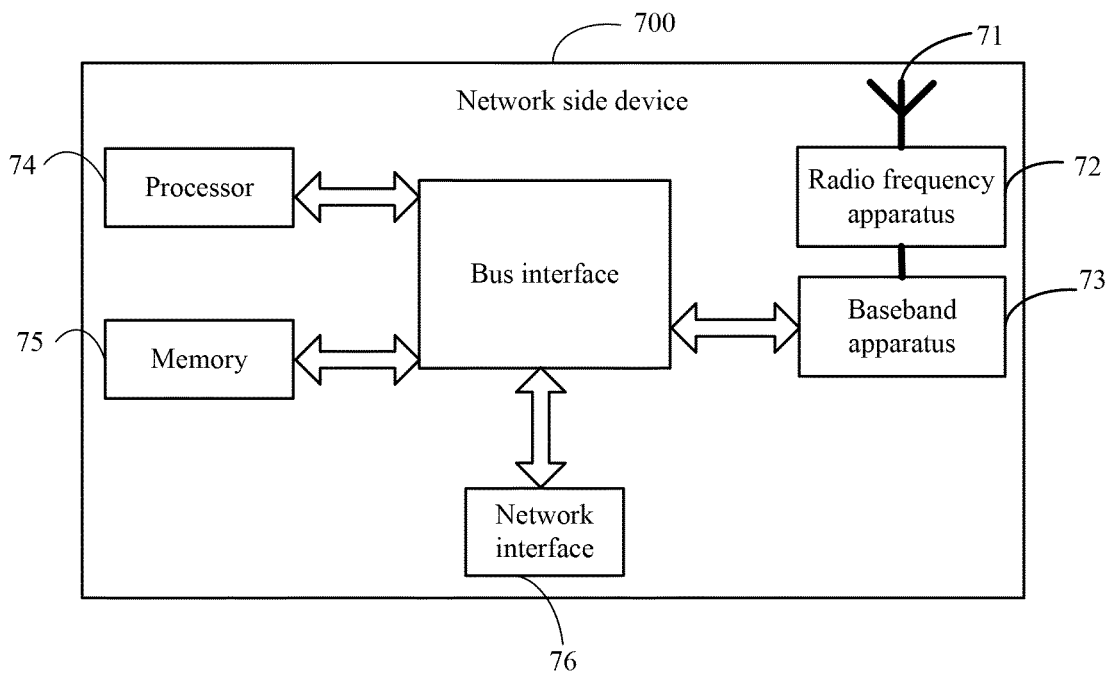 700
71
Network side device
74
Processor
Radio frequency
apparatus
72
Bus interface
73
Baseband
apparatus
75
Memory
Network
interface
76